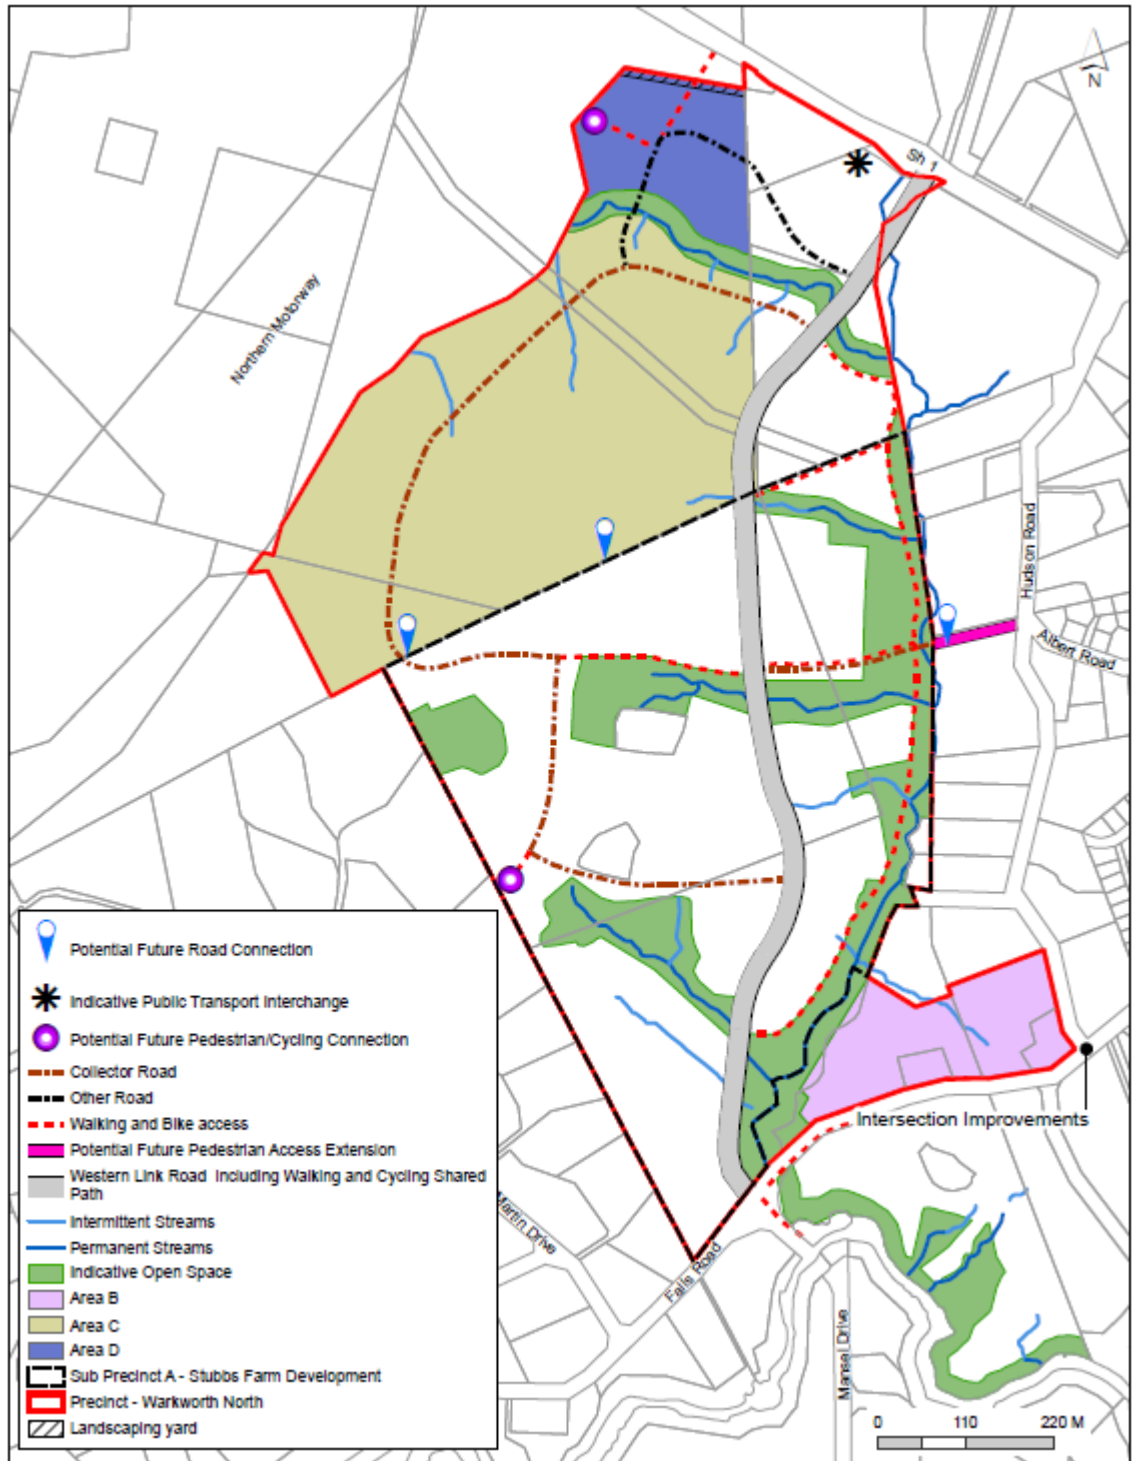 N
Sh 1
Northern Motorway
Hudson Road
Albert Road
Intersection Improvements
Martin Drive
Falls Road
Mansel Drive
Potential Future Road Connection
Indicative Public Transport Interchange
Potential Future Pedestrian/Cycling Connection
Collector Road
Other Road
Walking and Bike access
Potential Future Pedestrian Access Extension
Western Link Road Including Walking and Cycling Shared
Path
Intermittent Streams
Permanent Streams
Indicative Open Space
Area B
Area C
Area D
Sub Precinct A - Stubbs Farm Development
Precinct - Warkworth North
Landscaping yard
0 110 220 M